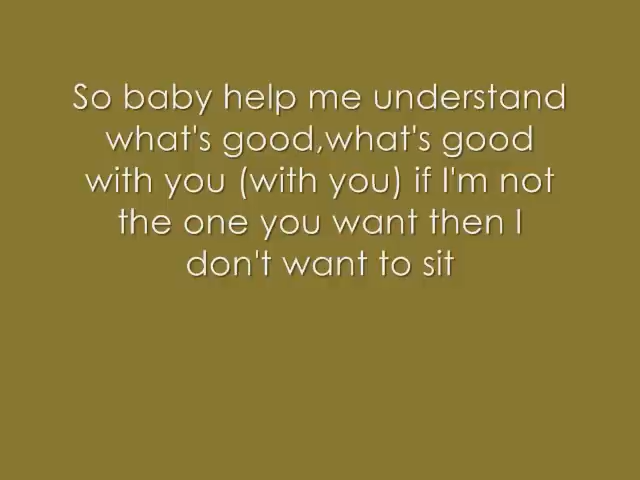 So baby help me understand
what's good,what's good
with you (with you) if I'm not
the one you want then I
don't want to sit